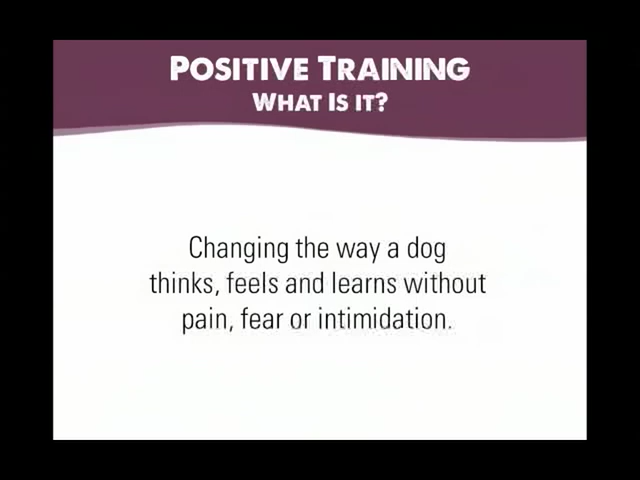 POSITIVE TRAINING
WHAT IS IT?
Changing the way a dog
thinks, feels and learns without
pain, fear or intimidation.